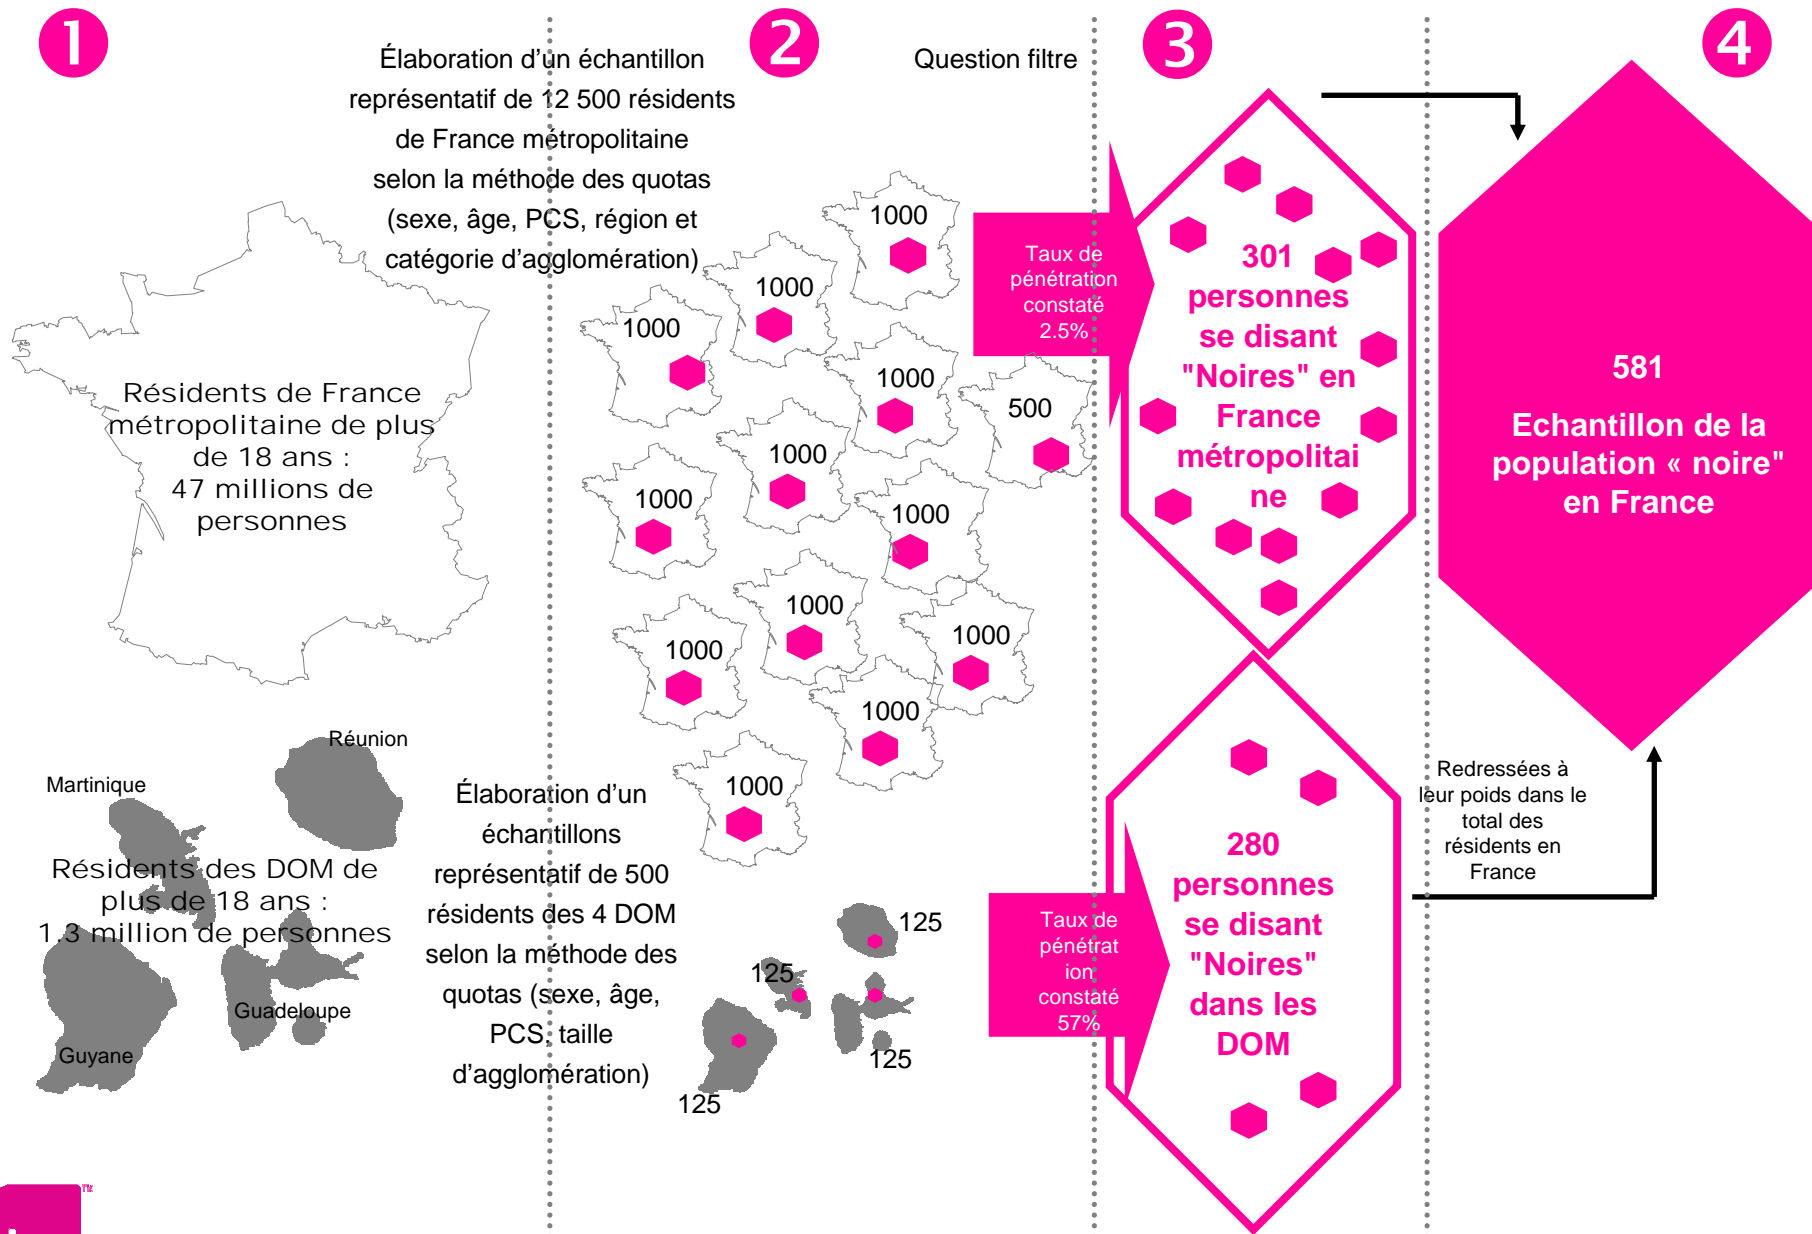 1
Élaboration d'un échantillon
représentatif de 12 500 résidents
de France métropolitaine
selon la méthode des quotas
(sexe, âge, PCS, région et
catégorie d'agglomération)
Résidents de France
métropolitaine de plus
de 18 ans :
47 millions de
personnes
Réunion
Martinique
Résidents des DOM de
plus de 18 ans :
1.3 million de personnes
Guadeloupe
Guyane
Élaboration d'un
échantillons
représentatif de 500
résidents des 4 DOM
selon la méthode des
quotas (sexe, âge,
PCS, taille
d'agglomération)
2
Question filtre
1000
1000
1000
1000
500
1000
1000
1000
1000
1000
1000
1000
1000
125
125
125
125
3
Taux de
pénétration
constaté
2.5%
301
personnes
se disant
"Noires" en
France
métropolitai
ne
Taux de
pénétrat
ion
constaté
57%
280
personnes
se disant
"Noires"
dans les
DOM
4
581
Echantillon de la
population « noire"
en France
Redressées à
leur poids dans le
total des
résidents en
France